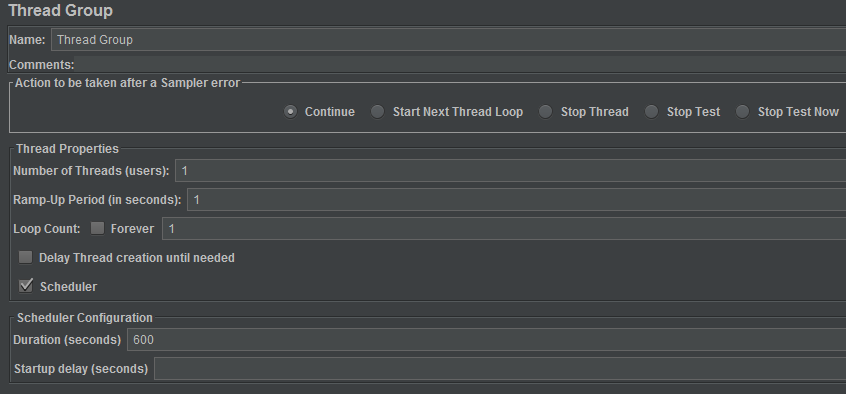 Thread Group
Name: Thread Group
Comments:
Action to be taken after a Sampler error
Continue Start Next Thread Loop Stop Thread Stop Test Stop Test Now
Thread Properties
Number of Threads (users): 1
Ramp-Up Period (in seconds): 1
Loop Count: Forever 1
Delay Thread creation until needed
Scheduler
Scheduler Configuration
Duration (seconds) 600
Startup delay (seconds)